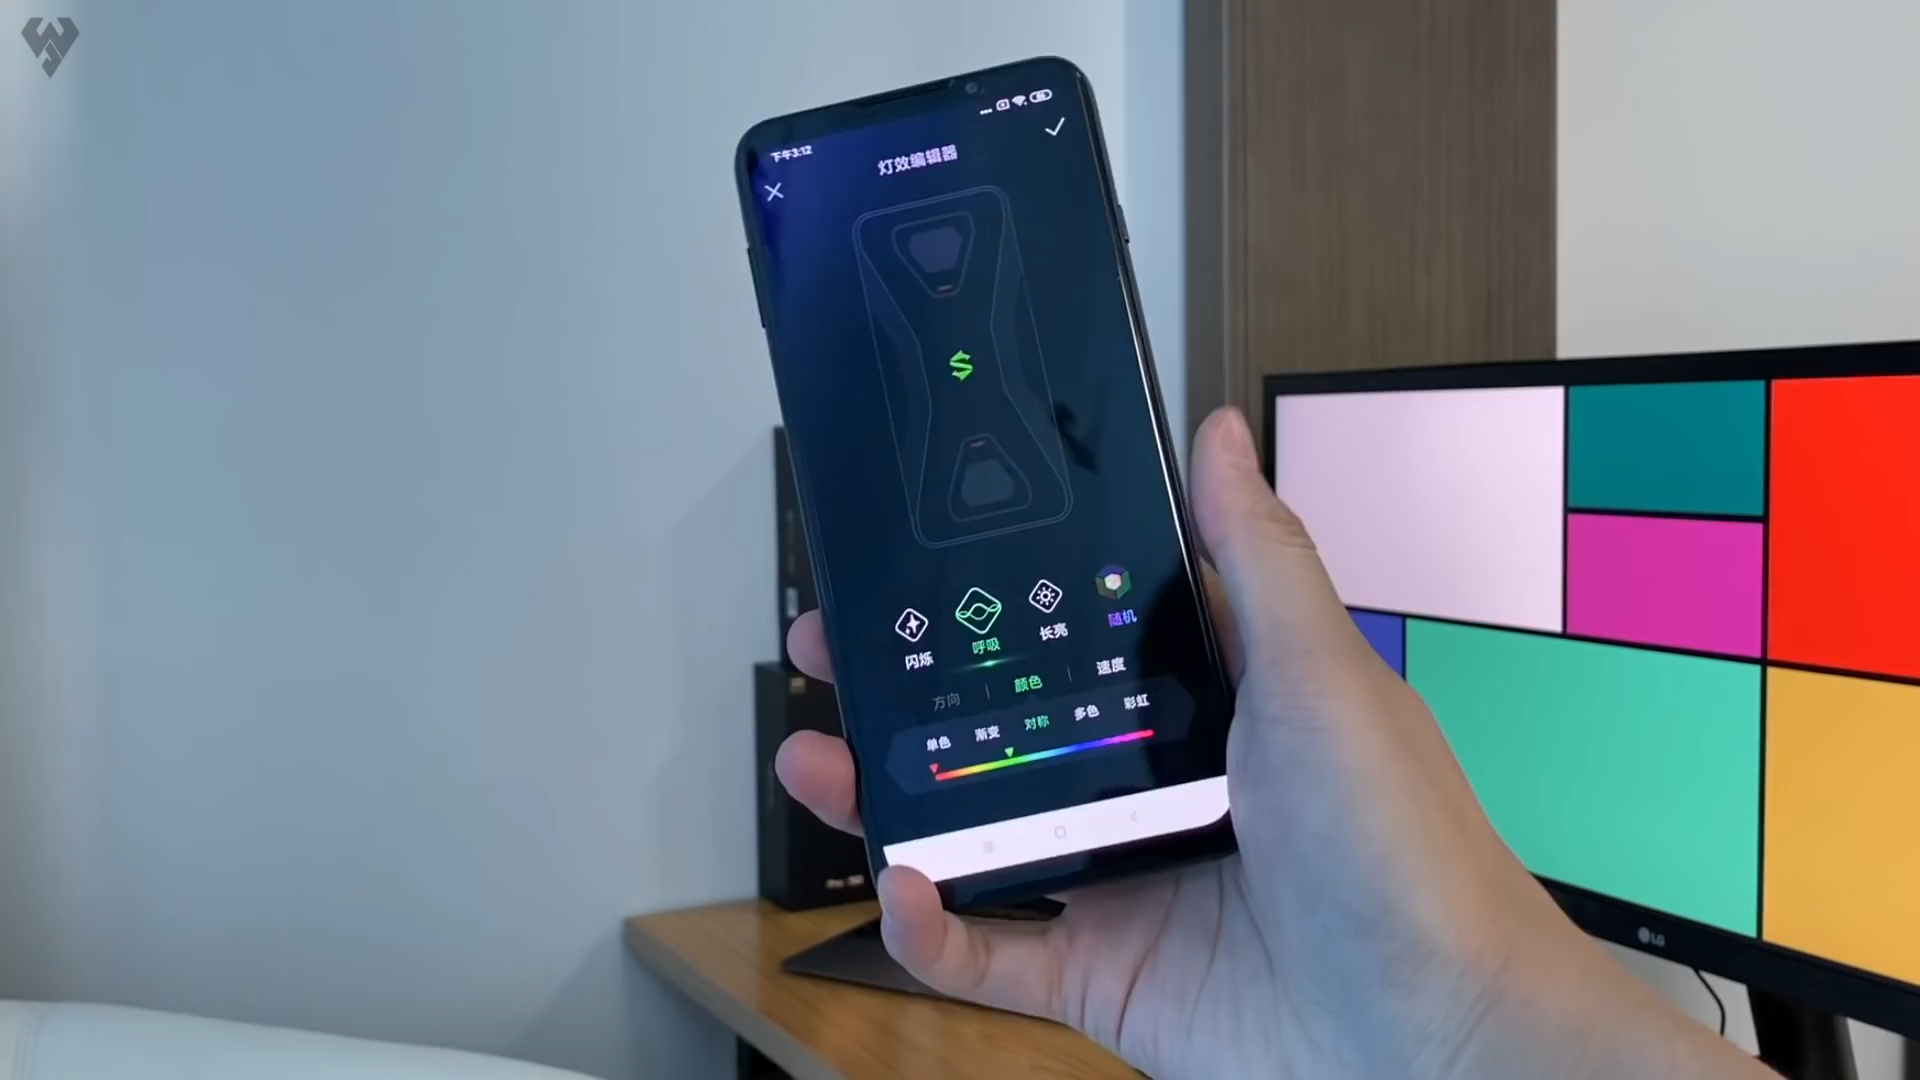 下午3:12
灯效编辑器
闪烁
呼吸
长亮
随机
方向
颜色
速度
单色
渐变
对称
多色
彩虹
LG